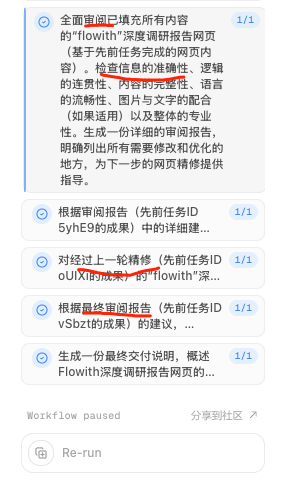 全面审阅已填充所有内容
1/1
的“flowith”深度调研报告网页
（基于先前任务完成的网页内
容）。检查信息的准确性、逻辑
的连贯性、内容的完整性、语言
的流畅性、图片与文字的配合
（如果适用）以及整体的专业
性。生成一份详细的审阅报告，
明确列出所有需要修改和优化的
地方，为下一步的网页精修提供
指导。
根据审阅报告（先前任务ID
1/1
5yhE9的成果）中的详细建...
对经过上一轮精修（先前任务ID
1/1
oUIXl的成果）的“flowith”深...
根据最终审阅报告（先前任务ID
1/1
vSbzt的成果）的建议，...
生成一份最终交付说明，概述
1/1
Flowith深度调研报告网页的...
Workflow paused
分享到社区 ↗
Re-run